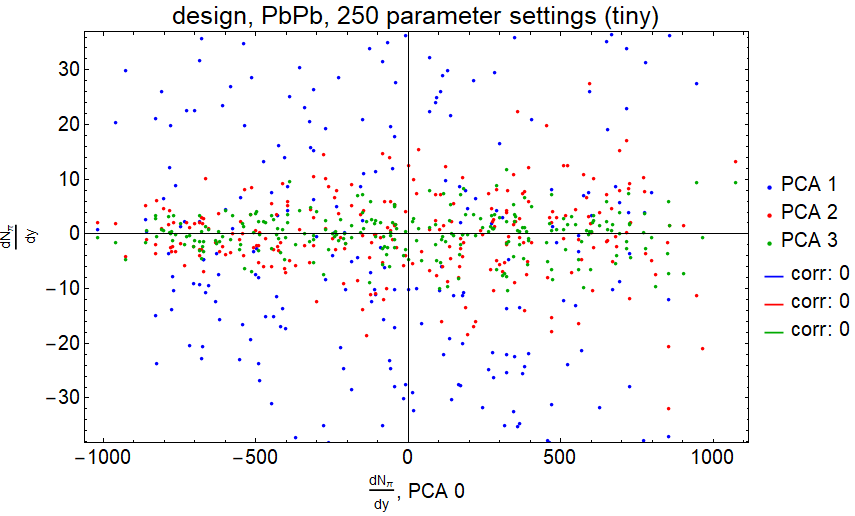 design, PbPb, 250 parameter settings (tiny)
30
20
10
0
−10
−20
−30
dNπ
dy
−1000
−500
0
500
1000
dNπ
dy
, PCA 0
PCA 1
PCA 2
PCA 3
corr: 0
corr: 0
corr: 0